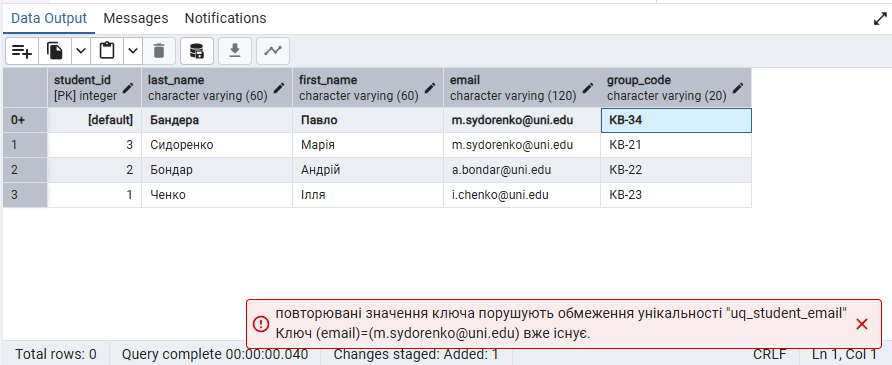 Data Output Messages Notifications
student_id last_name first_name email group_code
[PK] integer character varying (60) character varying (60) character varying (120) character varying (20)
0+ [default] Бандера Павло m.sydorenko@uni.edu КВ-34
1 3 Сидоренко Марія m.sydorenko@uni.edu КВ-21
2 2 Бондар Андрій a.bondar@uni.edu КВ-22
3 1 Ченко Ілля i.chenko@uni.edu КВ-23
повторювані значення ключа порушують обмеження унікальності "uq_student_email"
Ключ (email)=(m.sydorenko@uni.edu) вже існує.
Total rows: 0 Query complete 00:00:00.040 Changes staged: Added: 1 CRLF Ln 1, Col 1